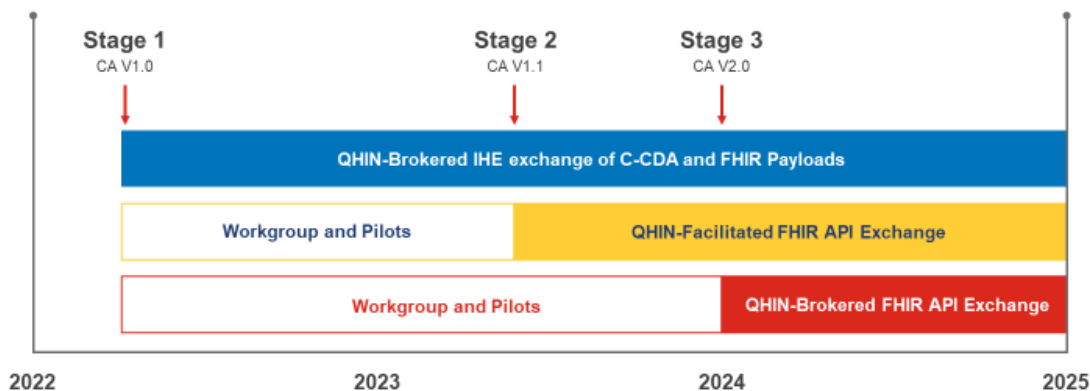 Stage 1
CA V1.0
Stage 2
CA V1.1
Stage 3
CA V2.0
QHIN-Brokered IHE exchange of C-CDA and FHIR Payloads
Workgroup and Pilots
QHIN-Facilitated FHIR API Exchange
Workgroup and Pilots
QHIN-Brokered FHIR API Exchange
2022
2023
2024
2025